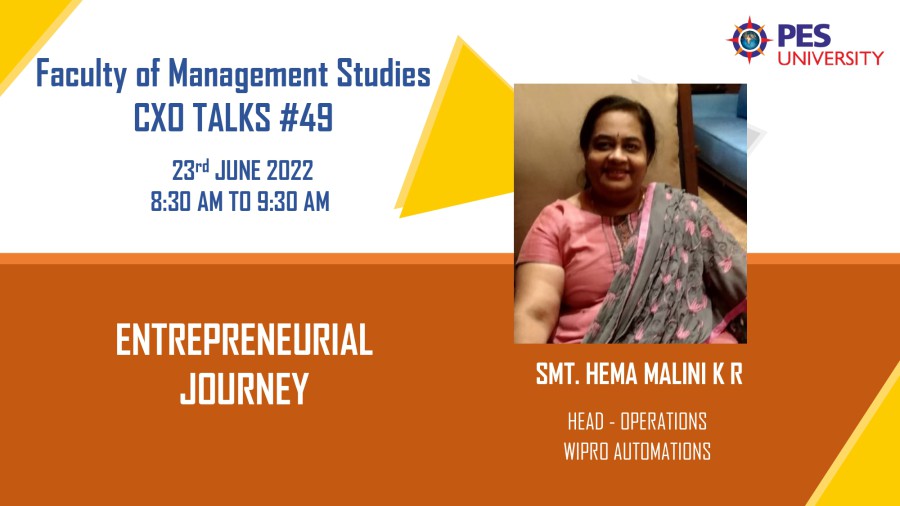 PES
UNIVERSITY
Faculty of Management Studies
CXO TALKS #49
23rd JUNE 2022
8:30 AM TO 9:30 AM
ENTREPRENEURIAL
JOURNEY
SMT. HEMA MALINI K R
HEAD - OPERATIONS
WIPRO AUTOMATIONS